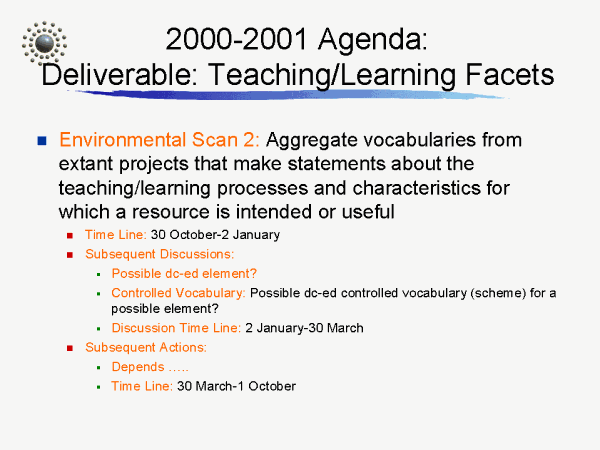 2000-2001 Agenda:
Deliverable: Teaching/Learning Facets
Environmental Scan 2: Aggregate vocabularies from
extant projects that make statements about the
teaching/learning processes and characteristics for
which a resource is intended or useful
Time Line: 30 October-2 January
Subsequent Discussions:
Possible dc-ed element?
Controlled Vocabulary: Possible dc-ed controlled vocabulary (scheme) for a
possible element?
Discussion Time Line: 2 January-30 March
Subsequent Actions:
Depends …..
Time Line: 30 March-1 October